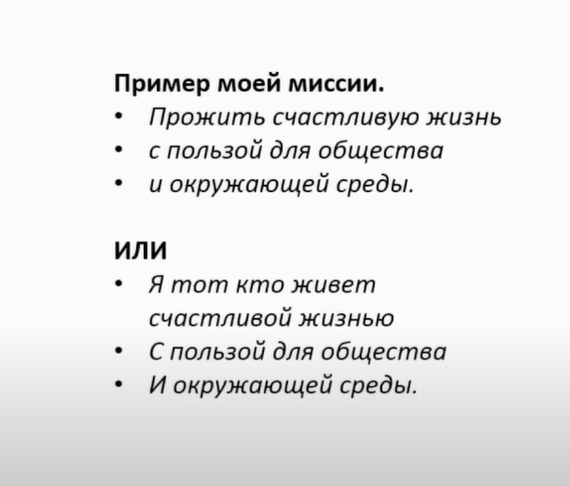 Пример моей миссии.
• Прожить счастливую жизнь
• с пользой для общества
• и окружающей среды.
ИЛИ
• Я тот кто живет
счастливой жизнью
• С пользой для общества
• И окружающей среды.